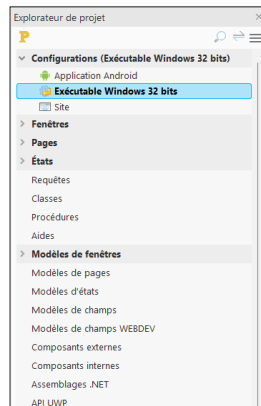 Explorateur de projet
Configurations (Exécutable Windows 32 bits)
Application Android
Exécutable Windows 32 bits
Site
Fenêtres
Pages
États
Requêtes
Classes
Procédures
Aides
Modèles de fenêtres
Modèles de pages
Modèles d'états
Modèles de champs
Modèles de champs WEBDEV
Composants externes
Composants internes
Assemblages .NET
API UWP